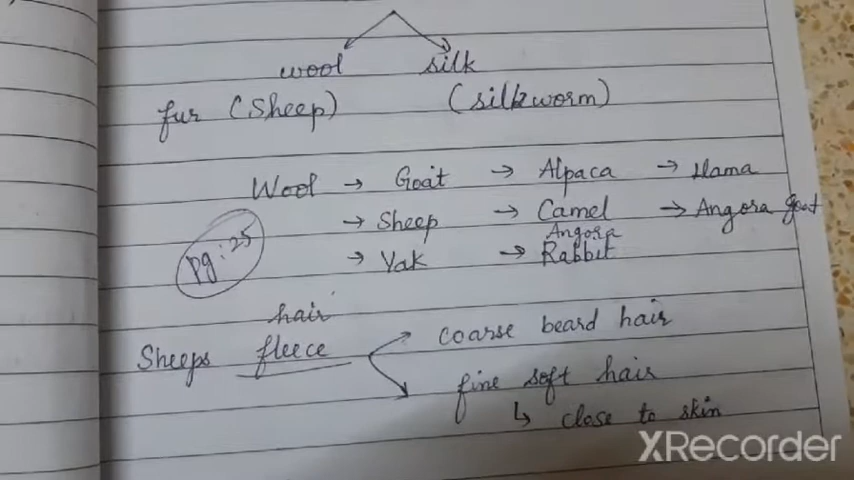 wool silk
fur (Sheep) (silkworm)
Wool → Goat → Alpaca → llama
→ Sheep → Camel → Angora goat
pg: 25
→ Yak → Angora Rabbit
hair
Sheeps fleece coarse beard hair
fine soft hair
↳ close to skin
XRecorder